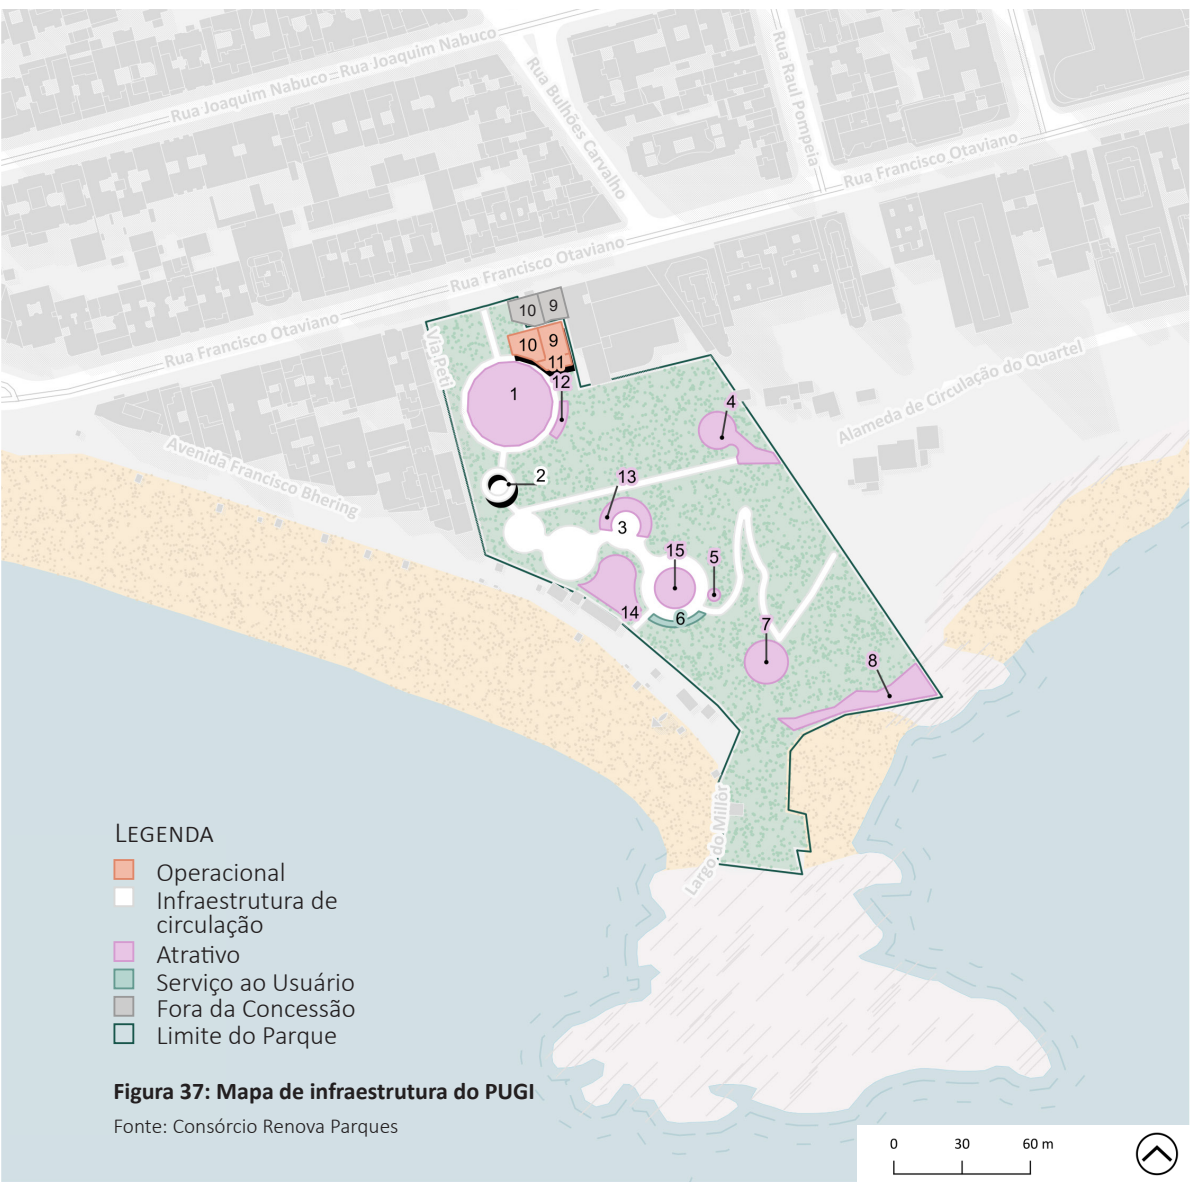 Rua Joaquim Nabuco
Rua Joaquim Nabuco
Rua Bulhões Carvalho
Rua Raul Pompeia
Rua Francisco Otaviano
Rua Francisco Otaviano
Rua Francisco Otaviano
Via Peti
Alameda de Circulação do Quartel
Avenida Francisco Bhering
Largo do Millôr
10
9
10
9
11
12
1
2
13
3
4
15
5
14
6
7
8
LEGENDA
Operacional
Infraestrutura de
circulação
Atrativo
Serviço ao Usuário
Fora da Concessão
Limite do Parque
Figura 37: Mapa de infraestrutura do PUGI
Fonte: Consórcio Renova Parques
0 30 60 m